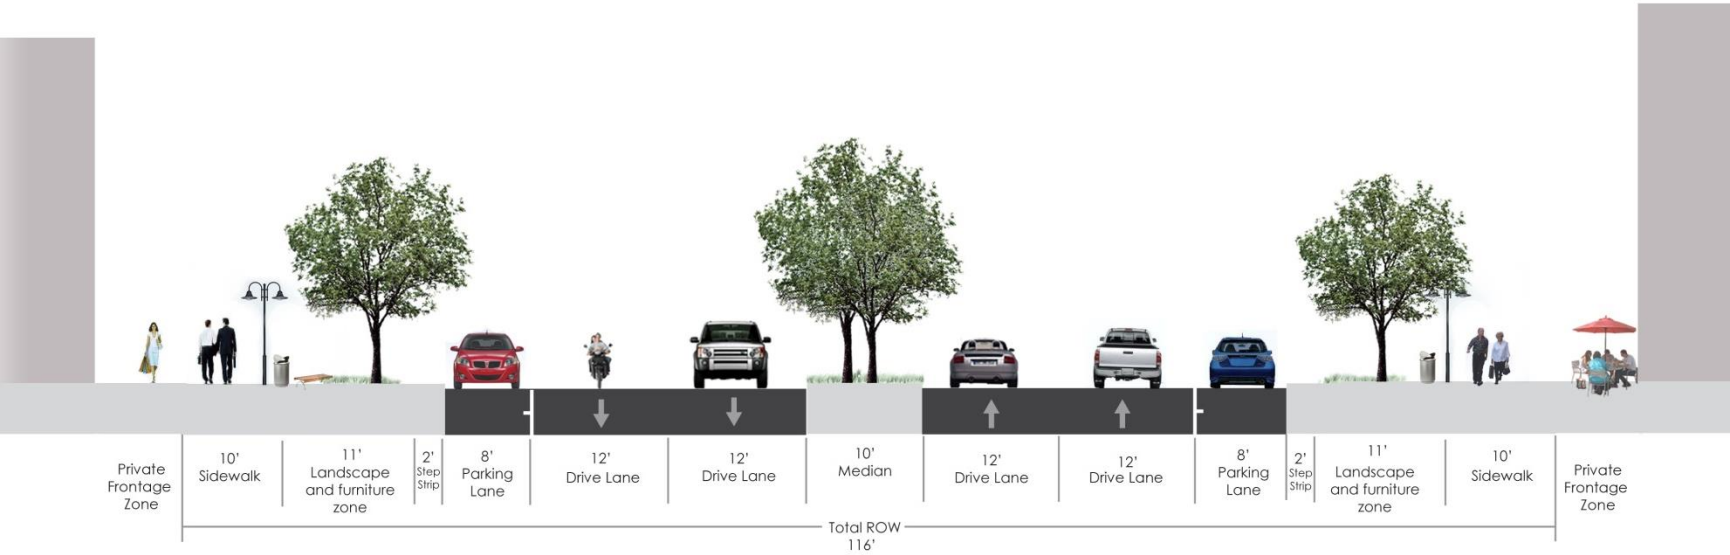 Private
Frontage
Zone
10'
Sidewalk
11'
Landscape
and furniture
zone
2'
Step
Strip
8'
Parking
Lane
12'
Drive Lane
12'
Drive Lane
10'
Median
12'
Drive Lane
12'
Drive Lane
8'
Parking
Lane
2'
Step
Strip
11'
Landscape
and furniture
zone
10'
Sidewalk
Private
Frontage
Zone
Total ROW
116'